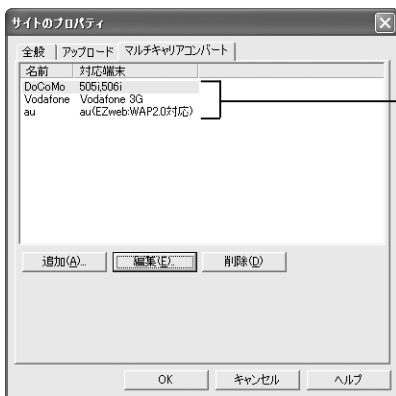 サイトのプロパティ
全般 アップロード マルチキャリアコンバート
名前 対応端末
DoCoMo 505i,506i
Vodafone Vodafone 3G
au au(EZweb:WAP2.0対応)
追加(A)... 編集(E)... 削除(D)
OK キャンセル ヘルプ